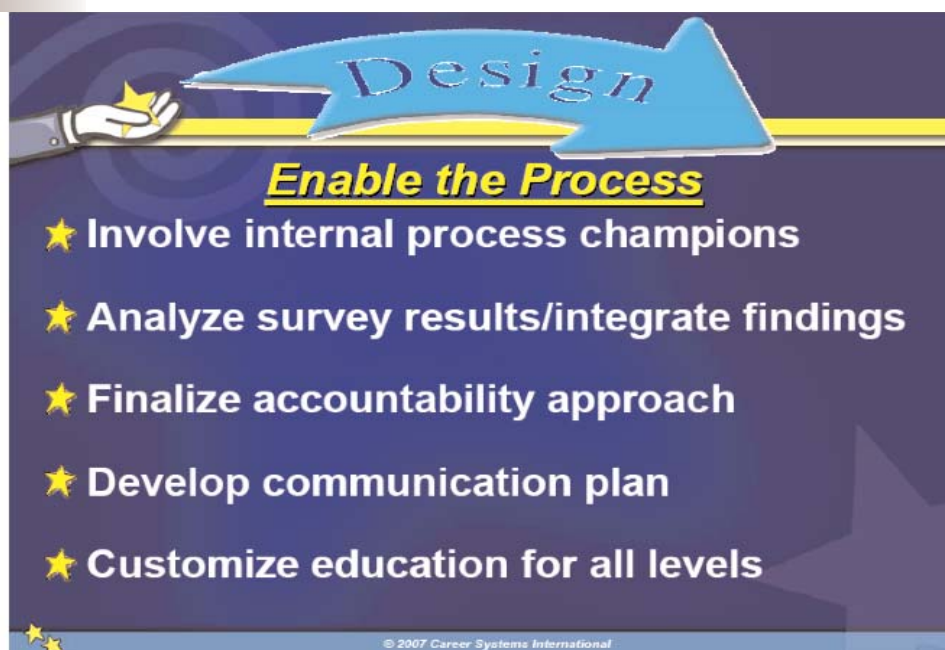 Design
Enable the Process
Involve internal process champions
Analyze survey results/integrate findings
Finalize accountability approach
Develop communication plan
Customize education for all levels
© 2007 Career Systems International